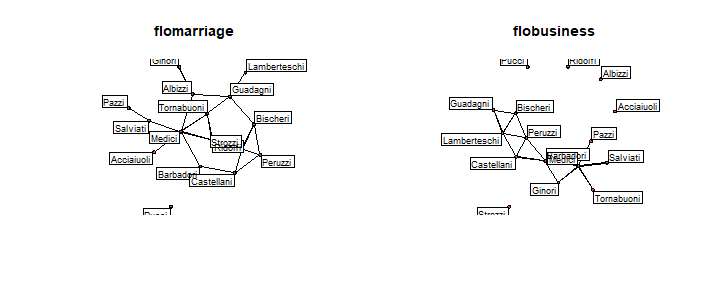 flomarriage
Ginori
Lamberteschi
Albizzi
Guadagni
Pazzi
Tornabuoni
Bischeri
Salviati
Medici
Strozzi
Ridolfi
Acciaiuoli
Peruzzi
Barbadori
Castellani
Pucci
flobusiness
Pucci
Ridolfi
Albizzi
Guadagni
Acciaiuoli
Bischeri
Peruzzi
Pazzi
Lamberteschi
Barbadori
Medici
Salviati
Castellani
Ginori
Tornabuoni
Strozzi